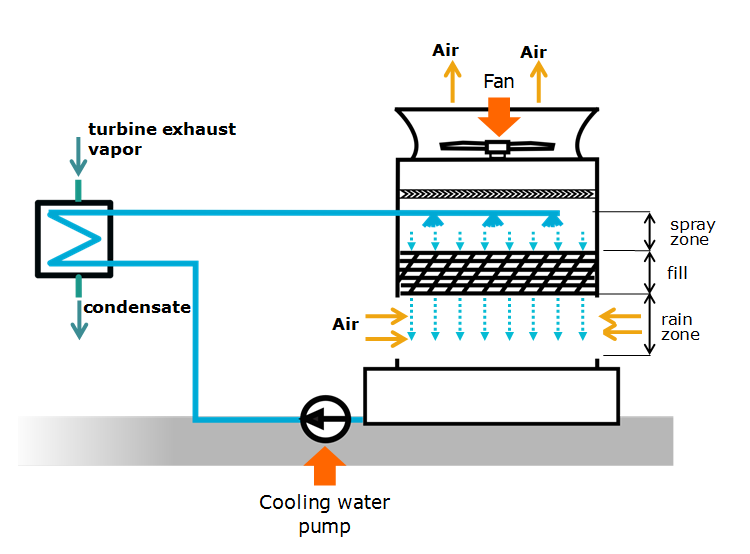 Air
Air
Fan
turbine exhaust
vapor
spray
zone
fill
condensate
Air
rain
zone
Cooling water
pump